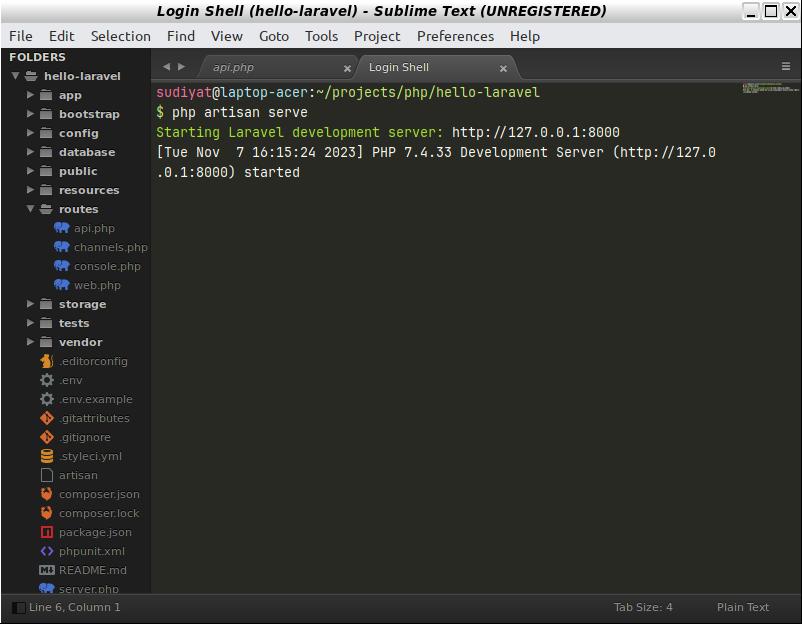 Login Shell (hello-laravel) - Sublime Text (UNREGISTERED)
File Edit Selection Find View Goto Tools Project Preferences Help
FOLDERS
hello-laravel
app
bootstrap
config
database
public
resources
routes
api.php
channels.php
console.php
web.php
storage
tests
vendor
.editorconfig
.env
.env.example
.gitattributes
.gitignore
.styleci.yml
artisan
composer.json
composer.lock
package.json
phpunit.xml
README.md
server.php
api.php
Login Shell
sudiyat@laptop-acer:~/projects/php/hello-laravel
$ php artisan serve
Starting Laravel development server: http://127.0.0.1:8000
[Tue Nov  7 16:15:24 2023] PHP 7.4.33 Development Server (http://127.0
.0.1:8000) started
Line 6, Column 1
Tab Size: 4
Plain Text